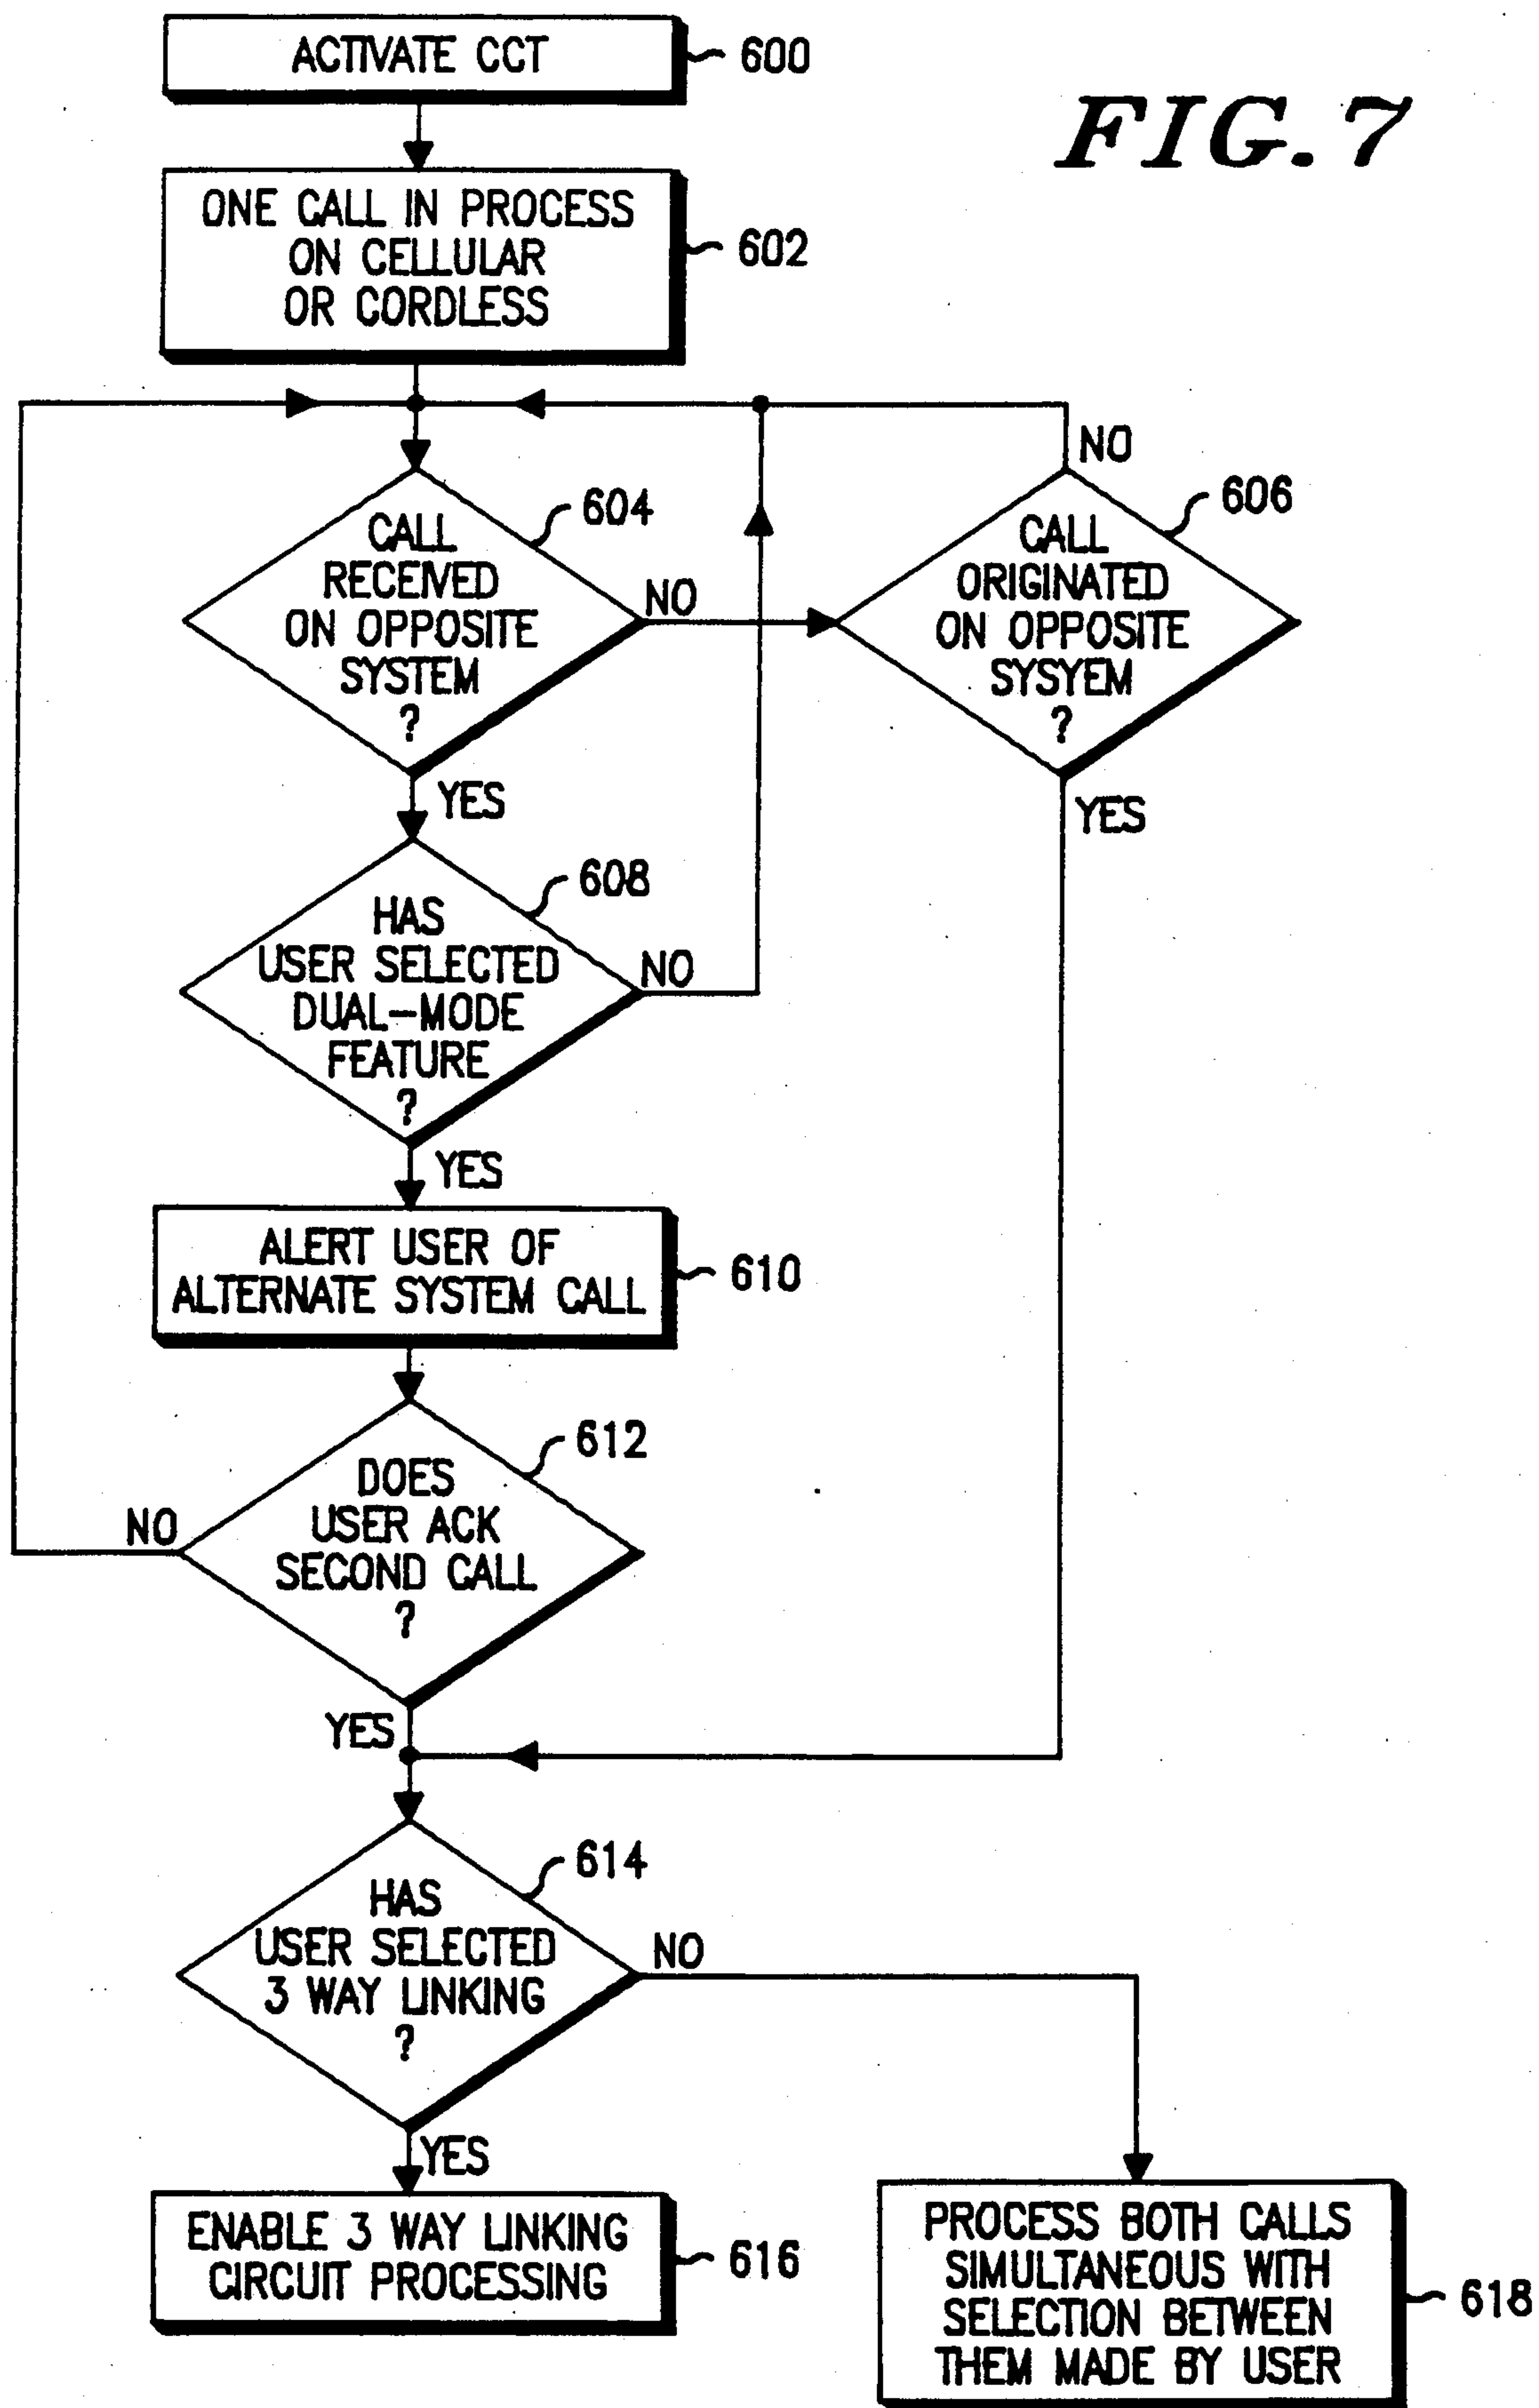 ACTIVATE CCT
600
FIG. 7
ONE CALL IN PROCESS
ON CELLULAR
OR CORDLESS
602
NO
604
606
CALL
RECEIVED
ON OPPOSITE
SYSTEM
?
NO
CALL
ORIGINATED
ON OPPOSITE
SYSYEM
?
YES
YES
608
HAS
USER SELECTED
DUAL-MODE
FEATURE
?
NO
YES
ALERT USER OF
ALTERNATE SYSTEM CALL
610
612
DOES
USER ACK
SECOND CALL
?
NO
YES
614
HAS
USER SELECTED
3 WAY LINKING
?
NO
YES
ENABLE 3 WAY LINKING
CIRCUIT PROCESSING
616
PROCESS BOTH CALLS
SIMULTANEOUS WITH
SELECTION BETWEEN
THEM MADE BY USER
618